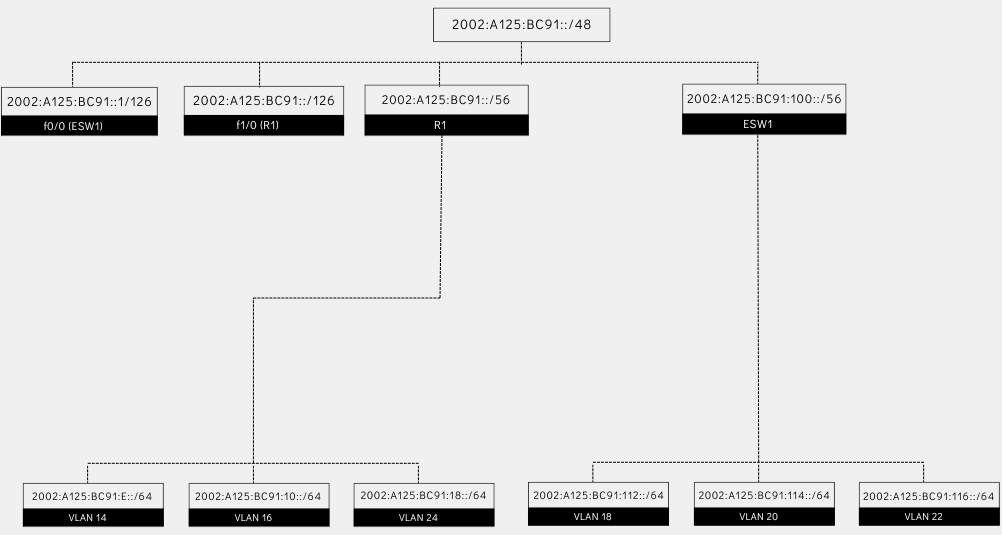 2002:A125:BC91::/48
2002:A125:BC91::1/126
f0/0 (ESW1)
2002:A125:BC91::/126
f1/0 (R1)
2002:A125:BC91::/56
R1
2002:A125:BC91:100::/56
ESW1
2002:A125:BC91:E::/64
VLAN 14
2002:A125:BC91:10::/64
VLAN 16
2002:A125:BC91:18::/64
VLAN 24
2002:A125:BC91:112::/64
VLAN 18
2002:A125:BC91:114::/64
VLAN 20
2002:A125:BC91:116::/64
VLAN 22